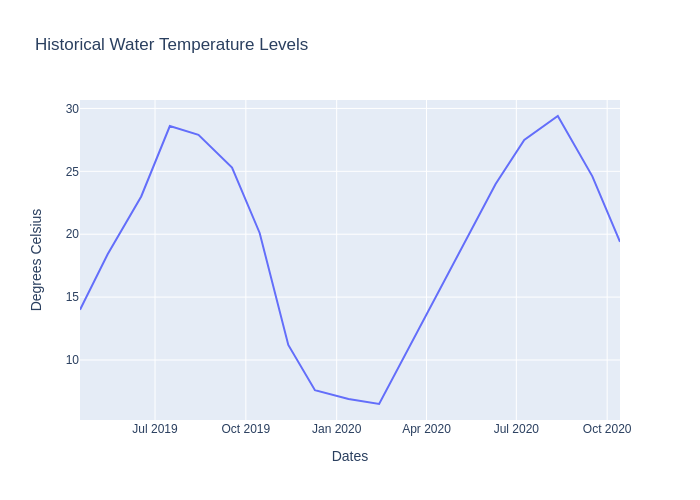 Historical Water Temperature Levels
30
25
20
15
10
Degrees Celsius
Jul 2019
Oct 2019
Jan 2020
Apr 2020
Jul 2020
Oct 2020
Dates